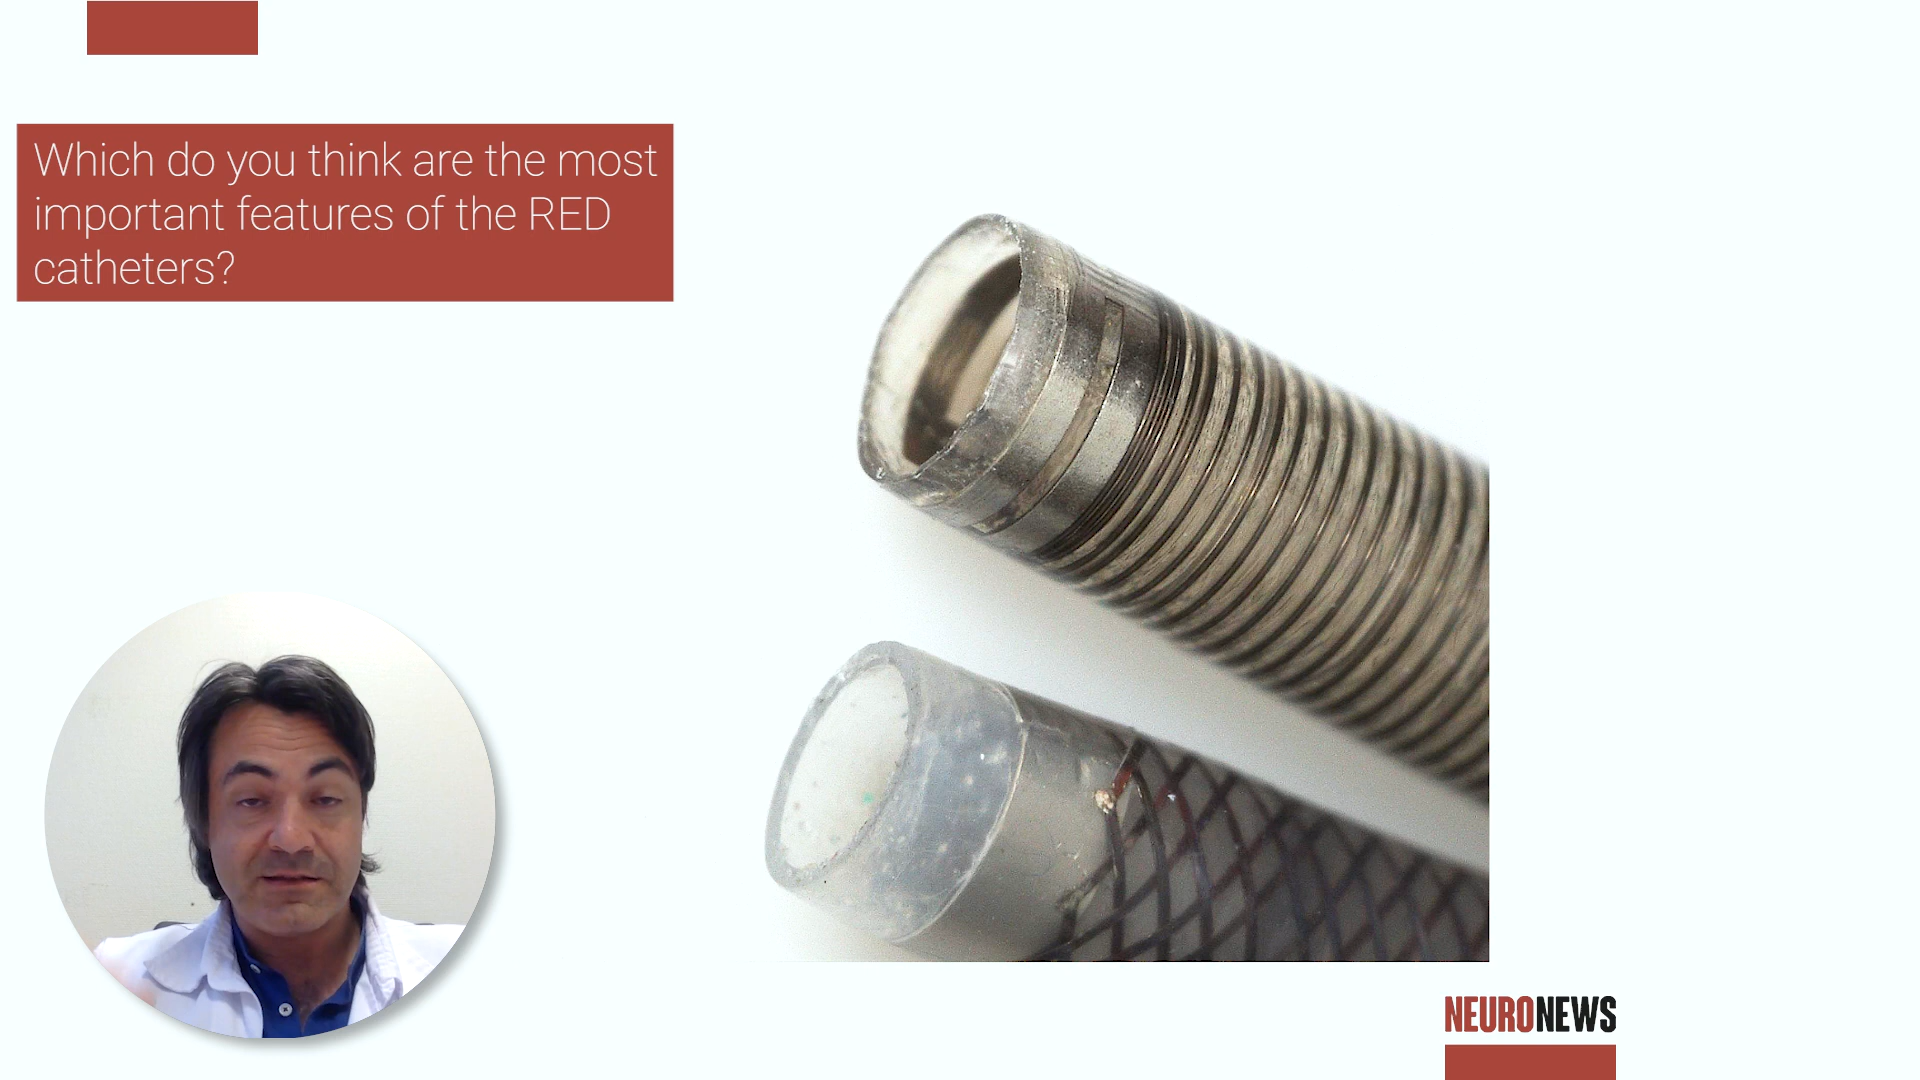 Which do you think are the most
important features of the RED
catheters?
NEURONEWS